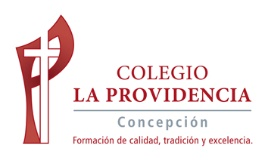 COLEGIO
LA PROVIDENCIA
Concepción
Formación de calidad, tradición y excelencia.